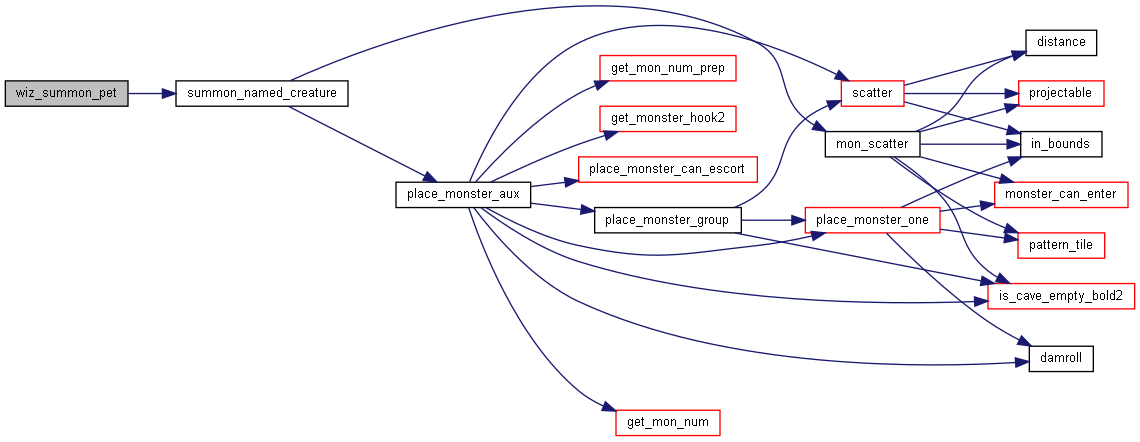 wiz_summon_pet
summon_named_creature
place_monster_aux
get_mon_num_prep
get_monster_hook2
place_monster_can_escort
place_monster_group
get_mon_num
scatter
mon_scatter
place_monster_one
distance
projectable
in_bounds
monster_can_enter
pattern_tile
is_cave_empty_bold2
damroll